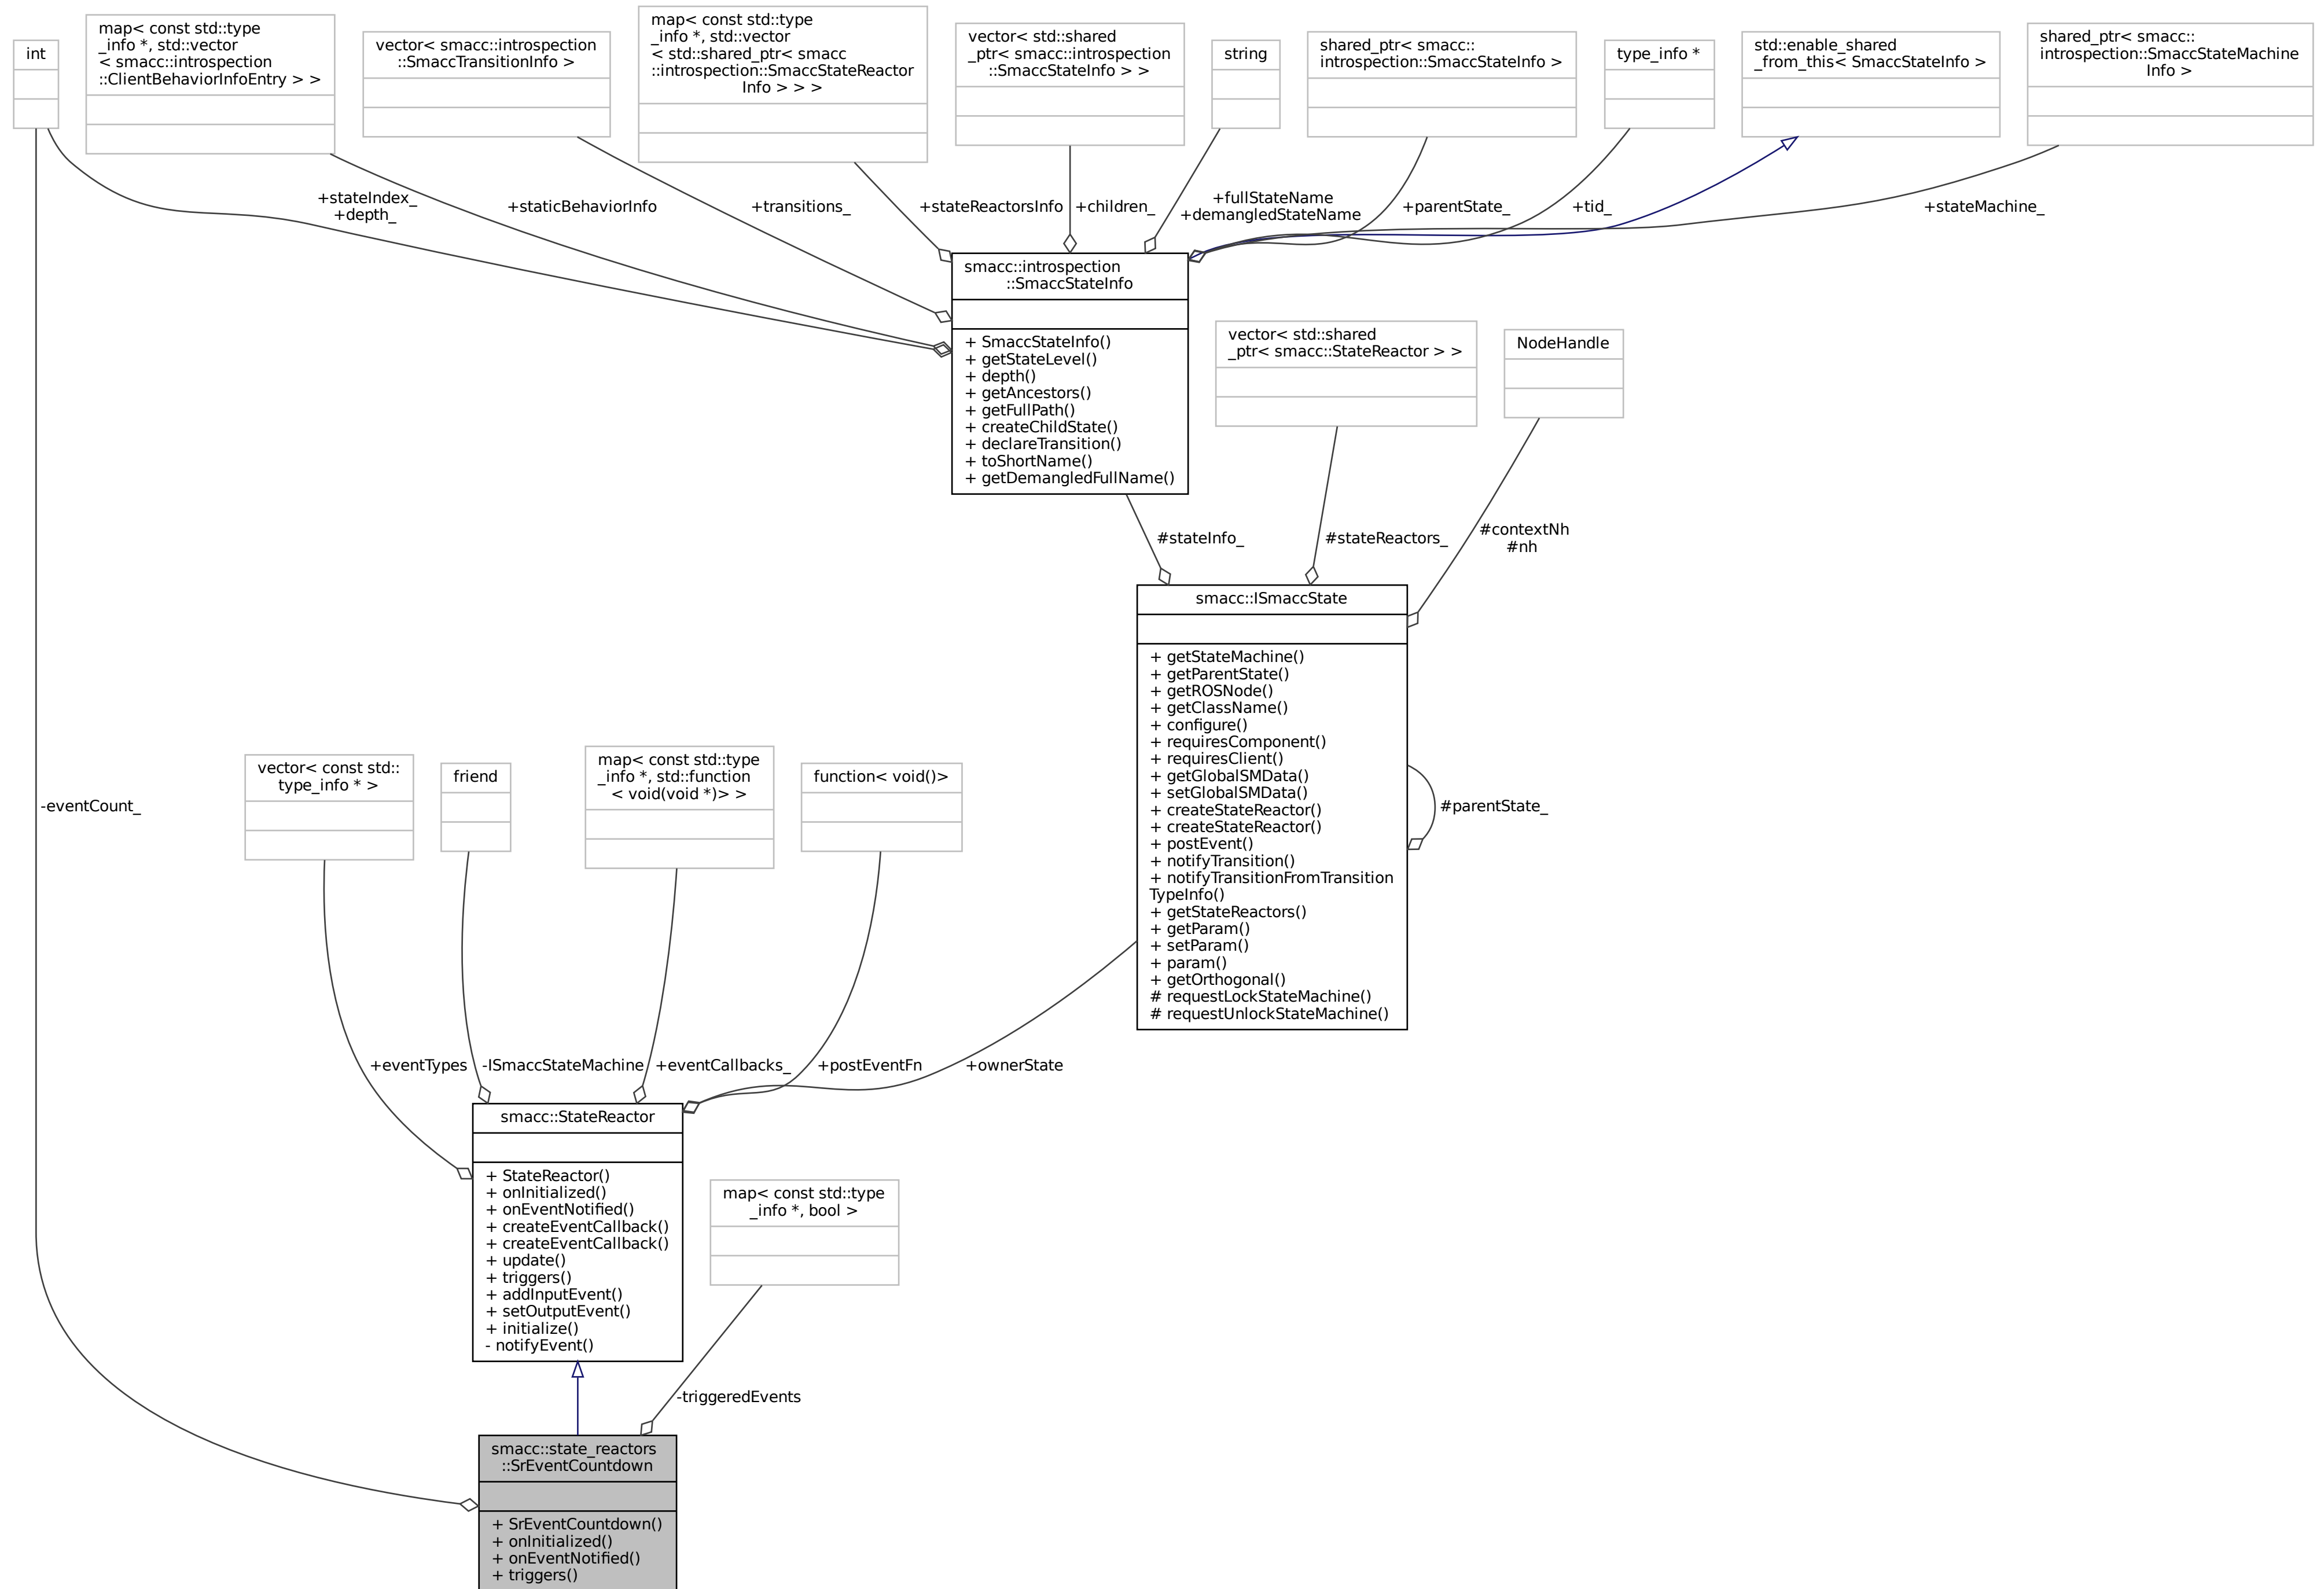 int
map< const std::type
_info *, std::vector
< smacc::introspection
::ClientBehaviorInfoEntry > >
vector< smacc::introspection
::SmaccTransitionInfo >
map< const std::type
_info *, std::vector
< std::shared_ptr< smacc
::introspection::SmaccStateReactor
Info > > >
vector< std::shared
_ptr< smacc::introspection
::SmaccStateInfo > >
string
shared_ptr< smacc::
introspection::SmaccStateInfo >
type_info *
std::enable_shared
_from_this< SmaccStateInfo >
shared_ptr< smacc::
introspection::SmaccStateMachine
Info >
+stateIndex_
+depth_
+staticBehaviorInfo
+transitions_
+stateReactorsInfo
+children_
+fullStateName
+demangledStateName
+parentState_
+tid_
+stateMachine_
smacc::introspection
::SmaccStateInfo
+ SmaccStateInfo()
+ getStateLevel()
+ depth()
+ getAncestors()
+ getFullPath()
+ createChildState()
+ declareTransition()
+ toShortName()
+ getDemangledFullName()
vector< std::shared
_ptr< smacc::StateReactor > >
NodeHandle
#stateInfo_
#stateReactors_
#contextNh
#nh
smacc::ISmaccState
+ getStateMachine()
+ getParentState()
+ getROSNode()
+ getClassName()
+ configure()
+ requiresComponent()
+ requiresClient()
+ getGlobalSMData()
+ setGlobalSMData()
+ createStateReactor()
+ createStateReactor()
+ postEvent()
+ notifyTransition()
+ notifyTransitionFromTransition
TypeInfo()
+ getStateReactors()
+ getParam()
+ setParam()
+ param()
+ getOrthogonal()
# requestLockStateMachine()
# requestUnlockStateMachine()
#parentState_
-eventCount_
vector< const std::
type_info * >
friend
map< const std::type
_info *, std::function
< void(void *)> >
function< void()>
+eventTypes
-ISmaccStateMachine
+eventCallbacks_
+postEventFn
+ownerState
smacc::StateReactor
+ StateReactor()
+ onInitialized()
+ onEventNotified()
+ createEventCallback()
+ createEventCallback()
+ update()
+ triggers()
+ addInputEvent()
+ setOutputEvent()
+ initialize()
- notifyEvent()
map< const std::type
_info *, bool >
-triggeredEvents
smacc::state_reactors
::SrEventCountdown
+ SrEventCountdown()
+ onInitialized()
+ onEventNotified()
+ triggers()